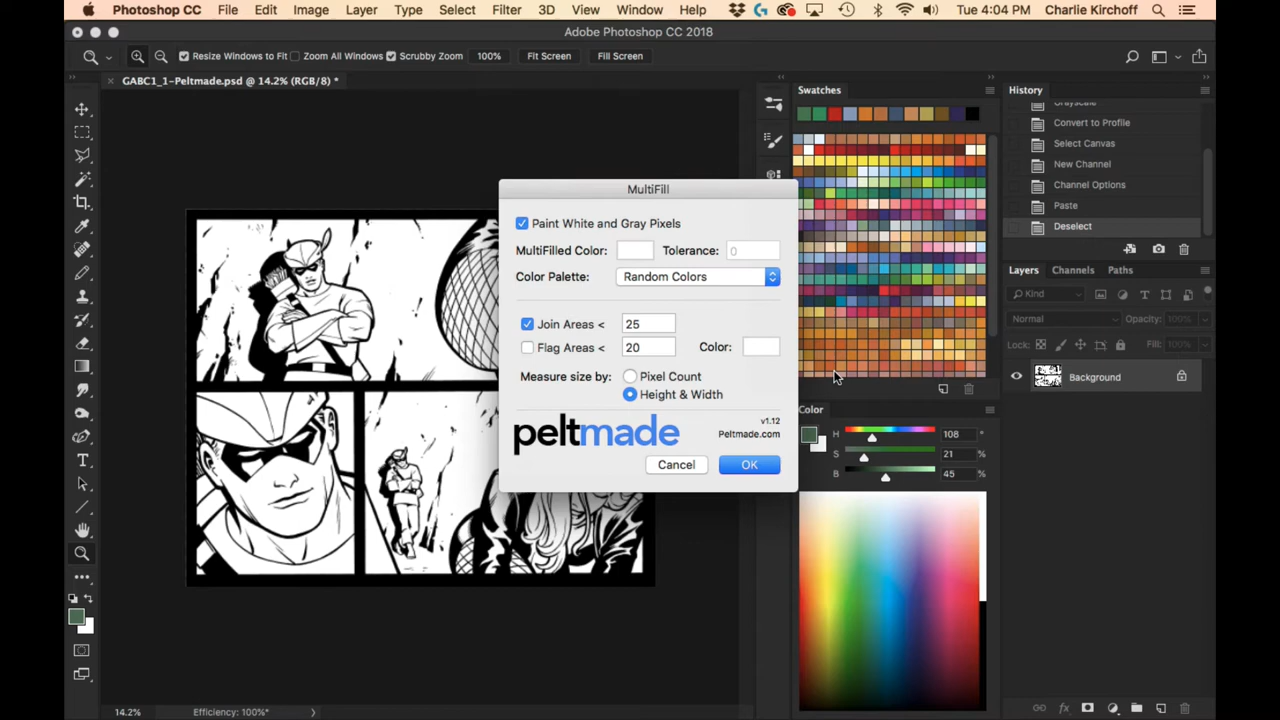 Photoshop CC File Edit Image Layer Type Select Filter 3D View Window Help Tue 4:04 PM Charlie Kirchoff
Adobe Photoshop CC 2018
Resize Windows to Fit Zoom All Windows Scrubby Zoom 100% Fit Screen Fill Screen
× GABC1_1-Peltmade.psd @ 14.2% (RGB/8) *
Swatches
History
Grayscale
Convert to Profile
Select Canvas
New Channel
Channel Options
Paste
Deselect
MultiFill
Paint White and Gray Pixels
MultiFilled Color: Tolerance: 0
Color Palette: Random Colors
Join Areas < 25
Flag Areas < 20 Color:
Measure size by: Pixel Count
Height & Width
peltmade
v1.12
Peltmade.com
Cancel OK
Layers Channels Paths
Kind
Normal Opacity: 100%
Lock: Fill: 100%
Background
Color
H 108 °
S 21 %
B 45 %
14.2% Efficiency: 100%*